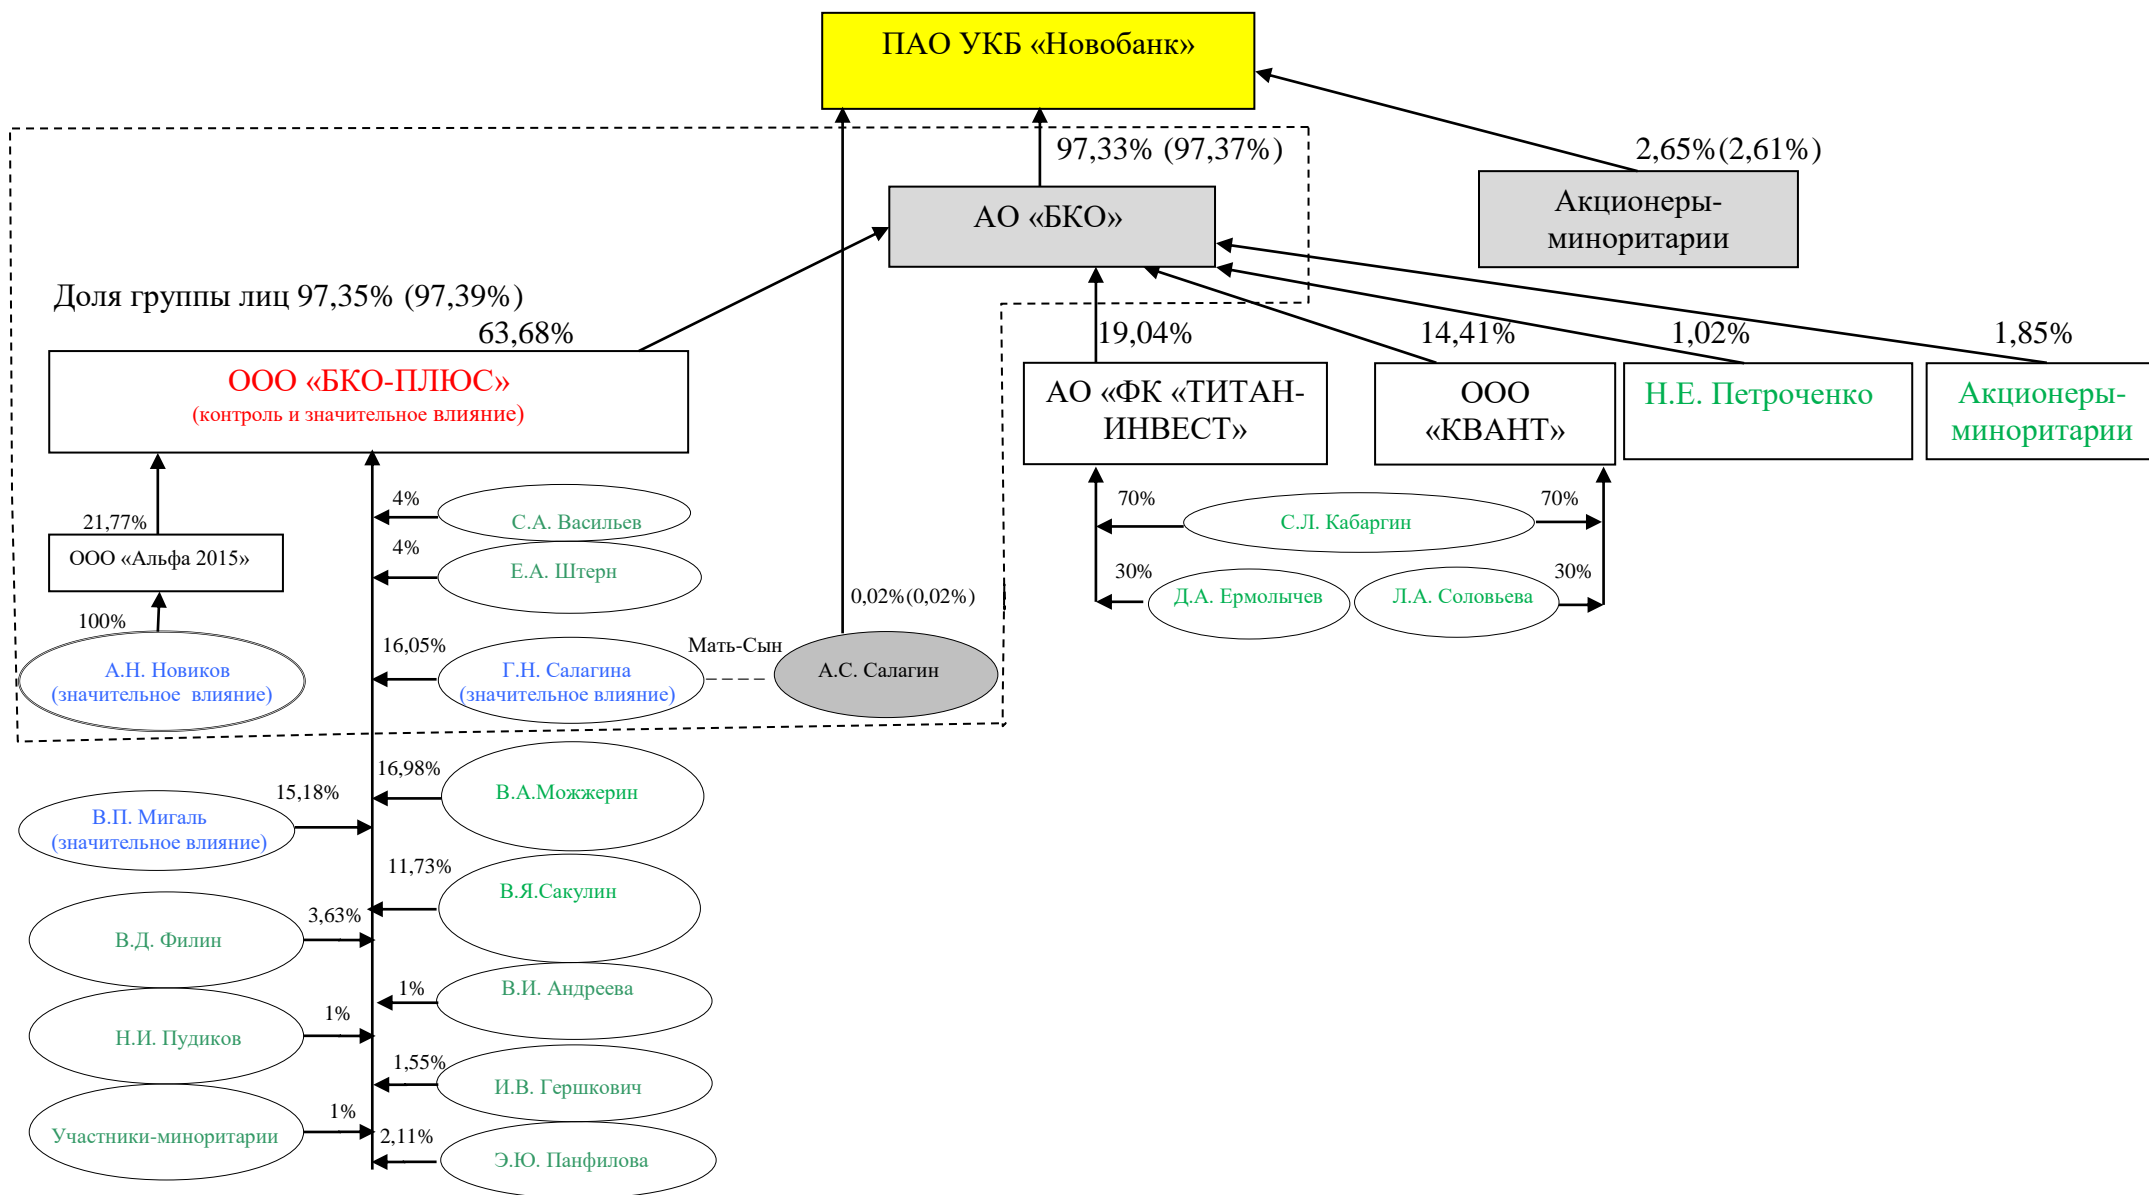 ПАО УКБ «Новобанк»
97,33% (97,37%)
2,65%(2,61%)
АО «БКО»
Акционеры-
миноритарии
Доля группы лиц 97,35% (97,39%)
63,68%
19,04%
14,41%
1,02%
1,85%
ООО «БКО-ПЛЮС»
(контроль и значительное влияние)
АО «ФК «ТИТАН-
ИНВЕСТ»
ООО
«КВАНТ»
Н.Е. Петроченко
Акционеры-
миноритарии
21,77%
ООО «Альфа 2015»
100%
А.Н. Новиков
(значительное влияние)
4%
С.А. Васильев
4%
Е.А. Штерн
16,05%
Г.Н. Салагина
(значительное влияние)
Мать-Сын
0,02%(0,02%)
А.С. Салагин
70%
С.Л. Кабаргин
70%
30%
Д.А. Ермолычев
Л.А. Соловьева
30%
16,98%
В.А.Можжерин
15,18%
В.П. Мигаль
(значительное влияние)
11,73%
В.Я.Сакулин
3,63%
В.Д. Филин
1%
В.И. Андреева
1%
Н.И. Пудиков
1,55%
И.В. Гершкович
1%
Участники-миноритарии
2,11%
Э.Ю. Панфилова